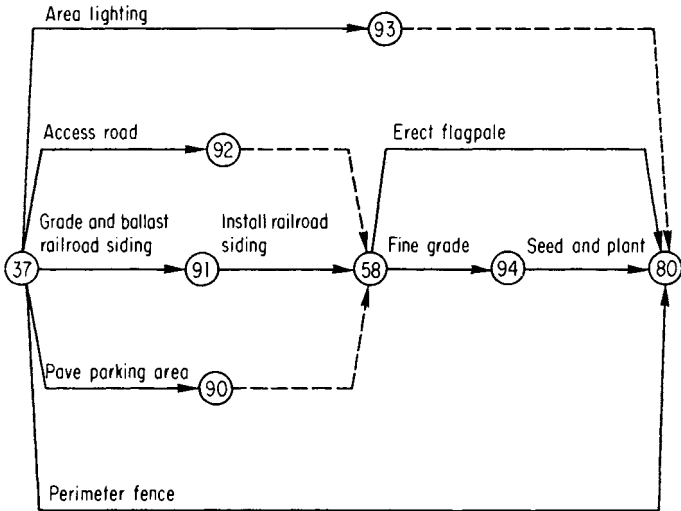 Area lighting
93
Access road
92
Erect flagpale
Grade and ballast
railroad siding
Install railroad
siding
37
91
58
Fine grade
94
Seed and plant
80
Pave parking area
90
Perimeter fence